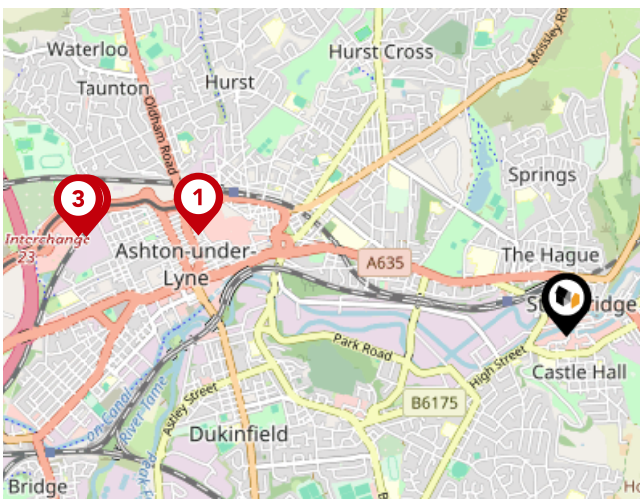 Waterloo
Hurst Cross
Mossley Ro
Taunton
Hurst
Oldham Road
Springs
3
1
Interchange
23
Ashton-under-
Lyne
A635
The Hague
Park Road
High Street
Castle Hall
Astley Street
B6175
River Tame
Dukinfield
Bridge